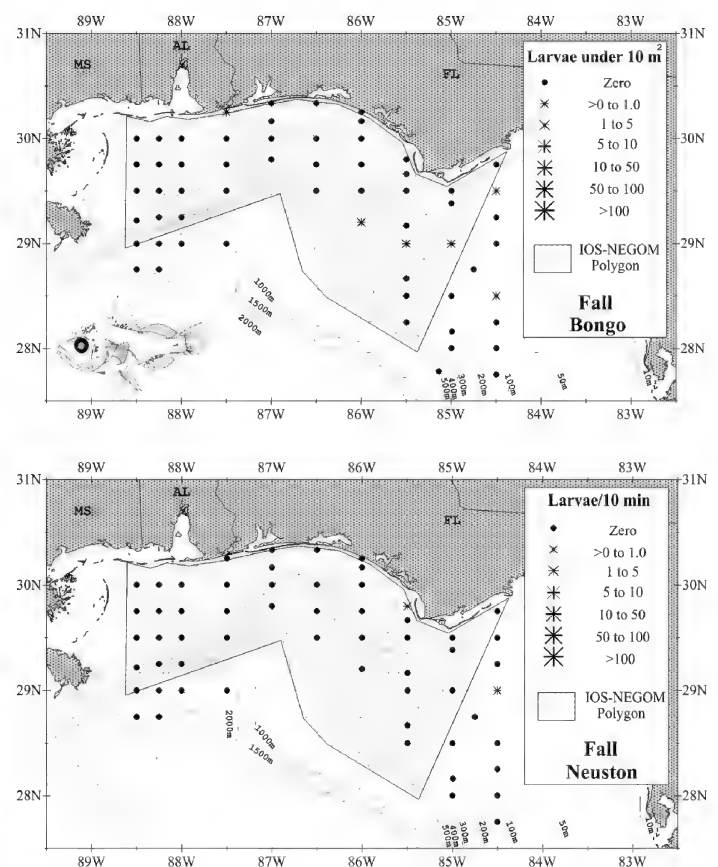 89W 88W 87W 86W 85W 84W 83W
31N 31N
MS AL FL
Larvae under 10 m²
Zero
>0 to 1.0
1 to 5
5 to 10
10 to 50
50 to 100
>100
IOS-NEGOM
Polygon
Fall
Bongo
30N 30N
29N 29N
28N 28N
1000m
1500m
2000m
500m
400m
300m
200m
100m
50m
10m
89W 88W 87W 86W 85W 84W 83W
89W 88W 87W 86W 85W 84W 83W
31N 31N
MS AL FL
Larvae/10 min
Zero
>0 to 1.0
1 to 5
5 to 10
10 to 50
50 to 100
>100
IOS-NEGOM
Polygon
Fall
Neuston
30N 30N
29N 29N
28N 28N
2000m
1000m
1500m
500m
400m
300m
200m
100m
50m
10m
89W 88W 87W 86W 85W 84W 83W